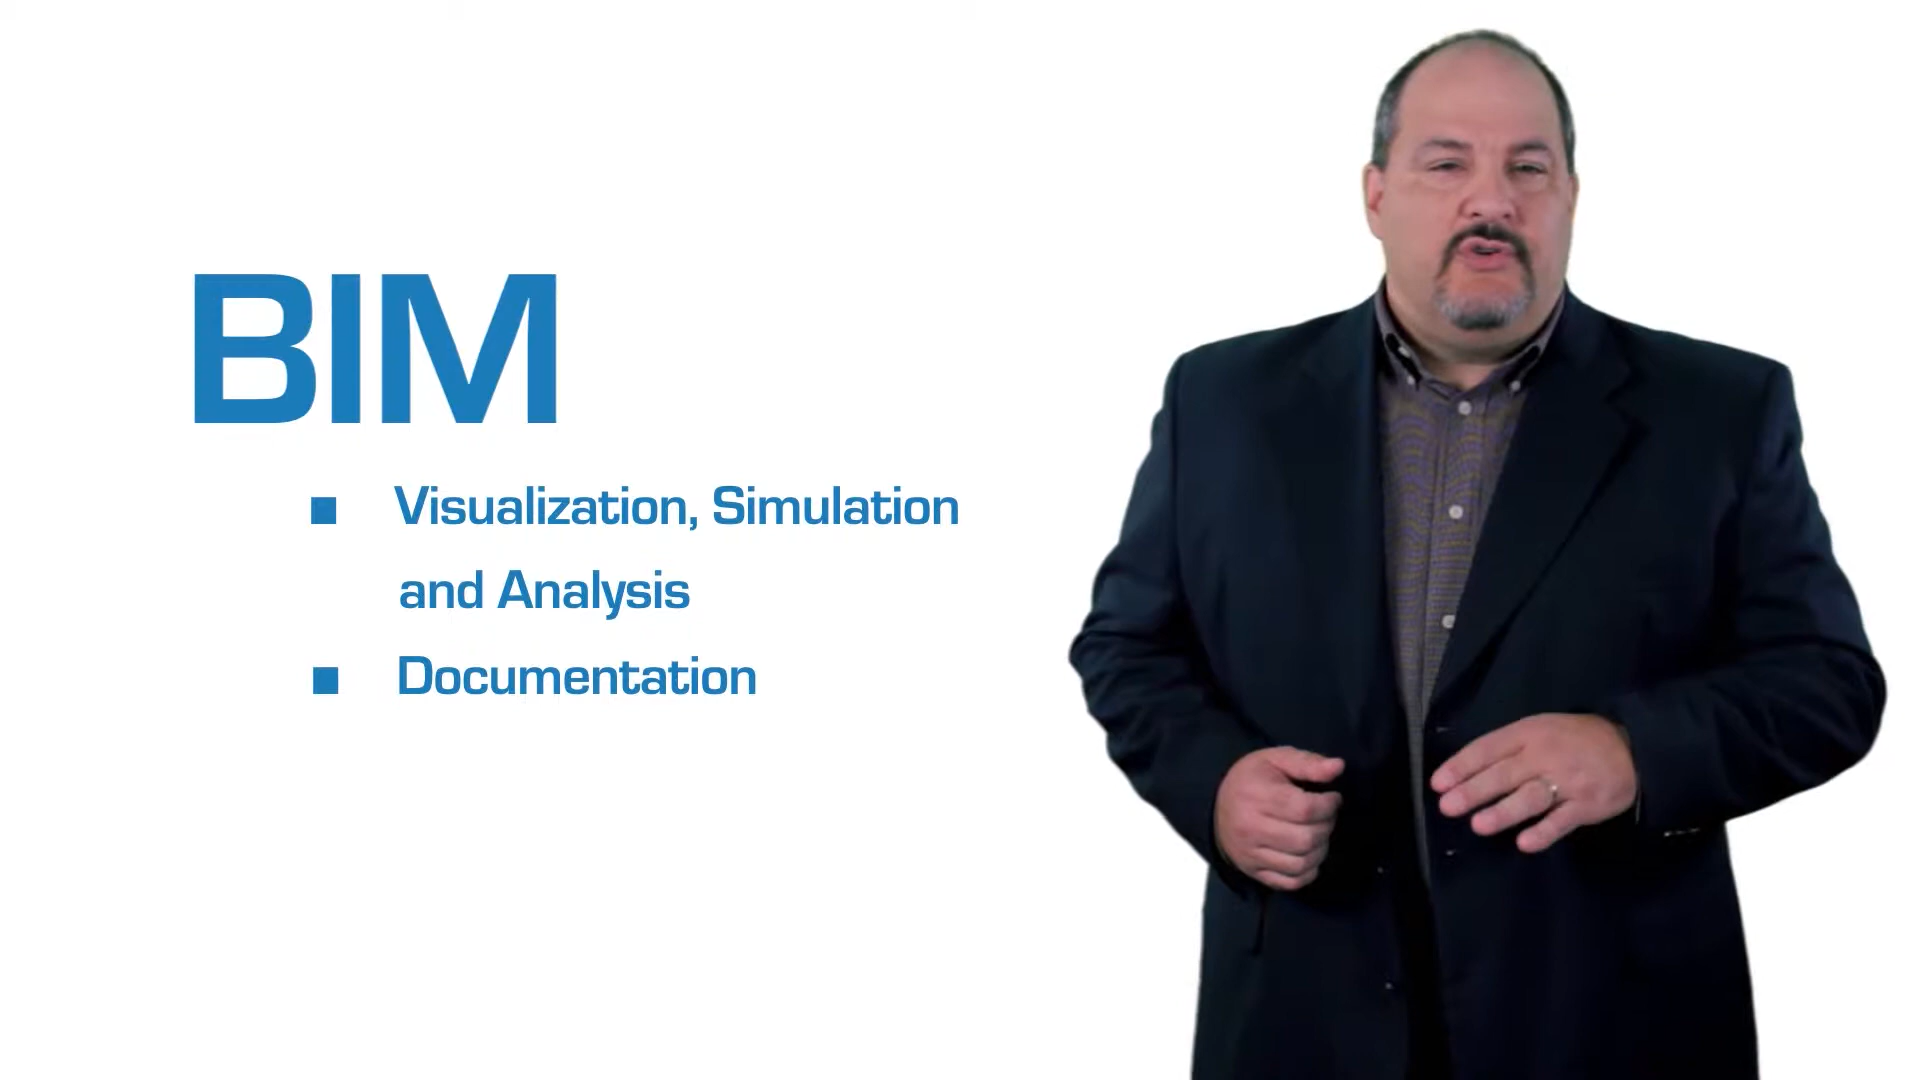 BIM
■ Visualization, Simulation
and Analysis
■ Documentation